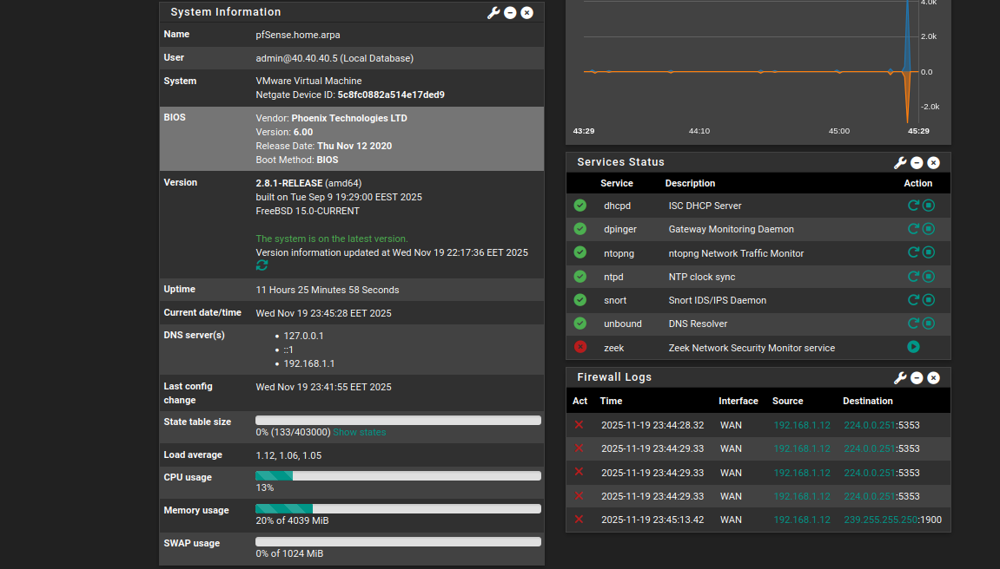 System Information
Name pfSense.home.arpa
User admin@40.40.40.5 (Local Database)
System VMware Virtual Machine
Netgate Device ID: 5c8fc0882a514e17ded9
BIOS Vendor: Phoenix Technologies LTD
Version: 6.00
Release Date: Thu Nov 12 2020
Boot Method: BIOS
Version 2.8.1-RELEASE (amd64)
built on Tue Sep 9 19:29:00 EEST 2025
FreeBSD 15.0-CURRENT
The system is on the latest version.
Version information updated at Wed Nov 19 22:17:36 EET 2025
Uptime 11 Hours 25 Minutes 58 Seconds
Current date/time Wed Nov 19 23:45:28 EET 2025
DNS server(s) • 127.0.0.1
• ::1
• 192.168.1.1
Last config Wed Nov 19 23:41:55 EET 2025
change
State table size
0% (133/403000) Show states
Load average 1.12, 1.06, 1.05
CPU usage
13%
Memory usage
20% of 4039 MiB
SWAP usage
0% of 1024 MiB
4.0k
2.0k
0.0
-2.0k
43:29 44:10 45:00 45:29
Services Status
Service Description Action
dhcpd ISC DHCP Server
dpinger Gateway Monitoring Daemon
ntopng ntopng Network Traffic Monitor
ntpd NTP clock sync
snort Snort IDS/IPS Daemon
unbound DNS Resolver
zeek Zeek Network Security Monitor service
Firewall Logs
Act Time Interface Source Destination
2025-11-19 23:44:28.32 WAN 192.168.1.12 224.0.0.251:5353
2025-11-19 23:44:29.33 WAN 192.168.1.12 224.0.0.251:5353
2025-11-19 23:44:29.33 WAN 192.168.1.12 224.0.0.251:5353
2025-11-19 23:44:29.33 WAN 192.168.1.12 224.0.0.251:5353
2025-11-19 23:45:13.42 WAN 192.168.1.12 239.255.255.250:1900